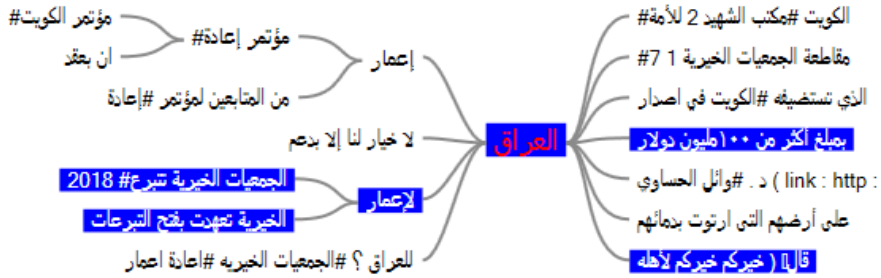 الكويت #مكتب الشهيد 2 للأمة#
مقاطعة الجمعيات الخيرية 1 7#
الذي تستضيفه #الكويت في اصدار
بمبلغ أكثر من ١٠٠مليون دولار
: link : http ) د . #وائل الحساوي
على أرضهم التي ارتوت بدمائهم
قال ( خيركم خيركم لأهله
العراق
إعمار
مؤتمر إعادة#
مؤتمر الكويت#
ان يعقد
من المتابعين لمؤتمر #إعادة
لا خيار لنا إلا بدعم
لإعمار
الجمعيات الخيرية تتبرع# 2018
الخيرية تعهدت بفتح التبرعات
للعراق ؟ #الجمعيات الخيريه #اعادة اعمار